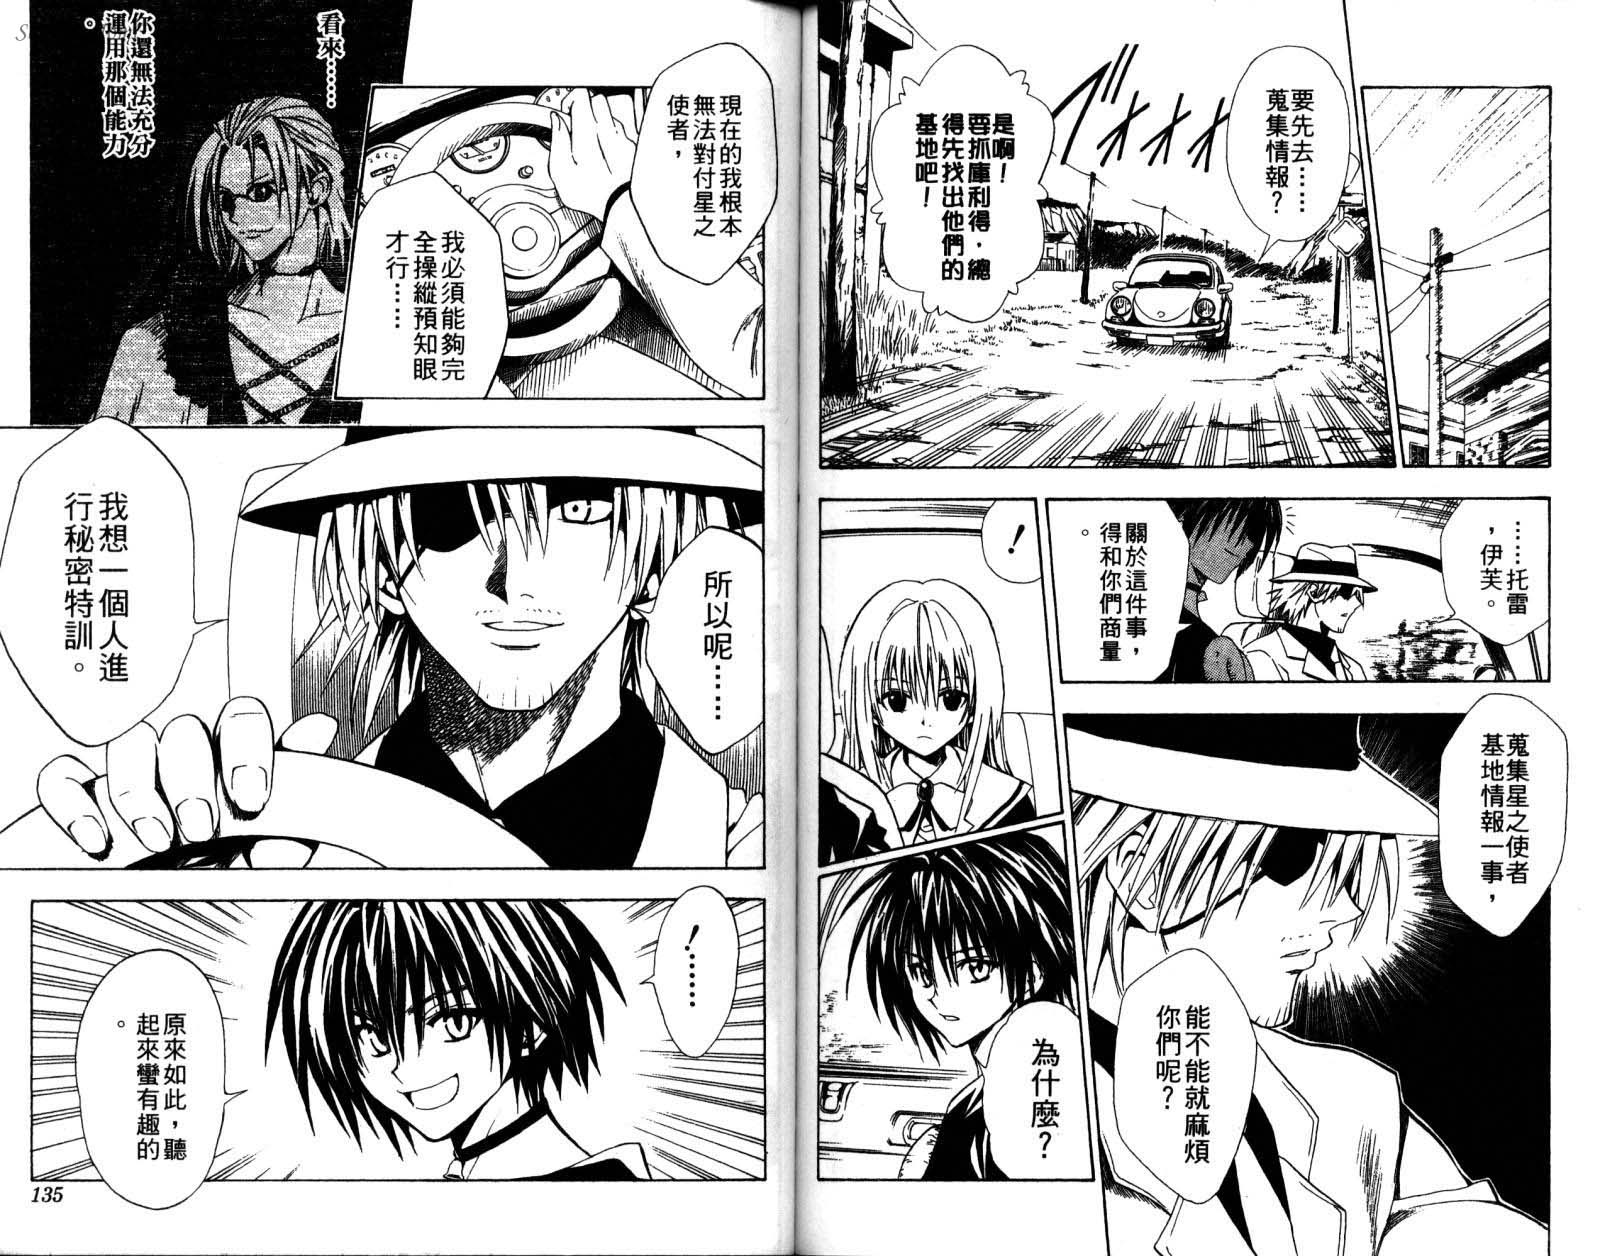 要先去……
蒐集情報？
ブオオオオ
是啊！
要抓庫利得，總
得先找出他們的
基地吧！
……托雷
，伊芙。
關於這件事，
得和你們商量
。
！
蒐集星之使者
基地情報一事，
能不能就麻煩
你們呢？
為什麼？
現在的我根本
無法對付星之
使者，
我必須能夠完
全操縱預知眼
才行……
看來……
你還無法充分
運用那個能力
。
所以呢……
我想一個人進
行秘密特訓。
……！
原來如此，聽
起來蠻有趣的
。
135